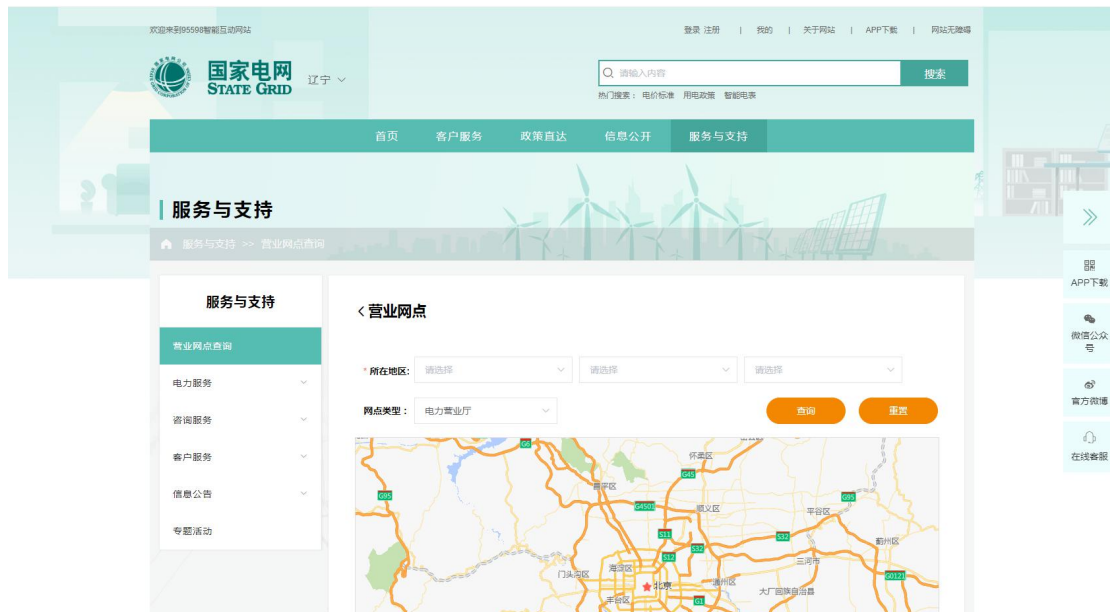 欢迎来到95598智能互动网站
登录 注册 | 我的 | 关于网站 | APP下载 | 网站无障碍
国家电网
STATE GRID
辽宁
请输入内容
搜索
热门搜索： 电价标准 用电政策 智能电表
首页 客户服务 政策直达 信息公开 服务与支持
服务与支持
服务与支持 >> 营业网点查询
服务与支持
营业网点查询
电力服务
咨询服务
客户服务
信息公告
专题活动
营业网点
* 所在地区: 请选择 请选择 请选择
网点类型： 电力营业厅 查询 重置
G6
怀柔区
G45
昌平区
G95
G95
G4501
顺义区
平谷区
S11
S32
蓟州区
S32
S12
三河市
门头沟区
海淀区
G0121
北京
通州区
大厂回族自治县
丰台区
G1
APP下载
微信公众
号
官方微博
在线客服